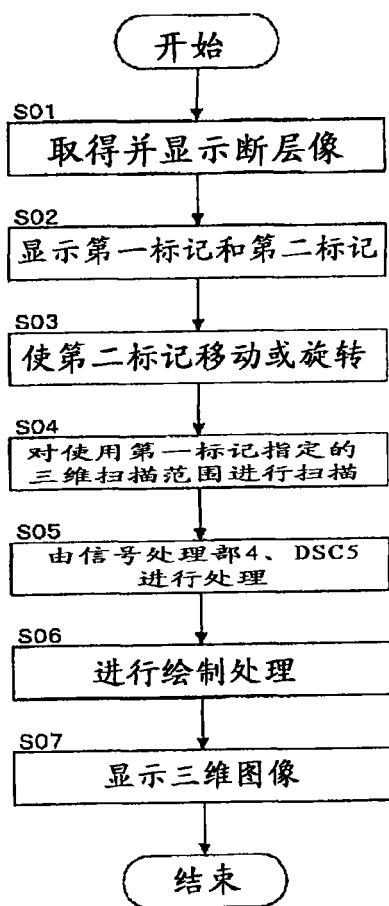 开始
S01
取得并显示断层像
S02
显示第一标记和第二标记
S03
使第二标记移动或旋转
S04
对使用第一标记指定的
三维扫描范围进行扫描
S05
由信号处理部4、DSC5
进行处理
S06
进行绘制处理
S07
显示三维图像
结束